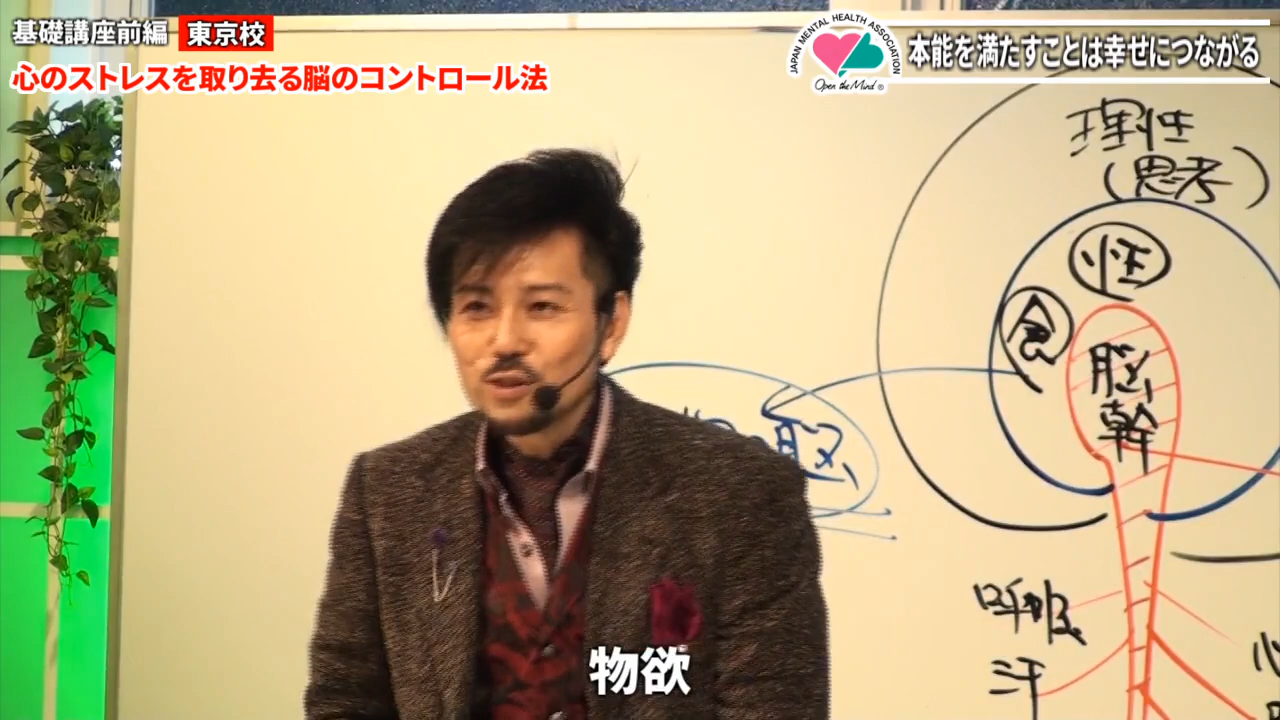 基礎講座前編 東京校
心のストレスを取り去る脳のコントロール法
JAPAN MENTAL HEALTH ASSOCIATION
Open the Mind ®
本能を満たすことは幸せにつながる
理性
(思考)
性
食
脳
幹
脳
呼吸
汗
物欲